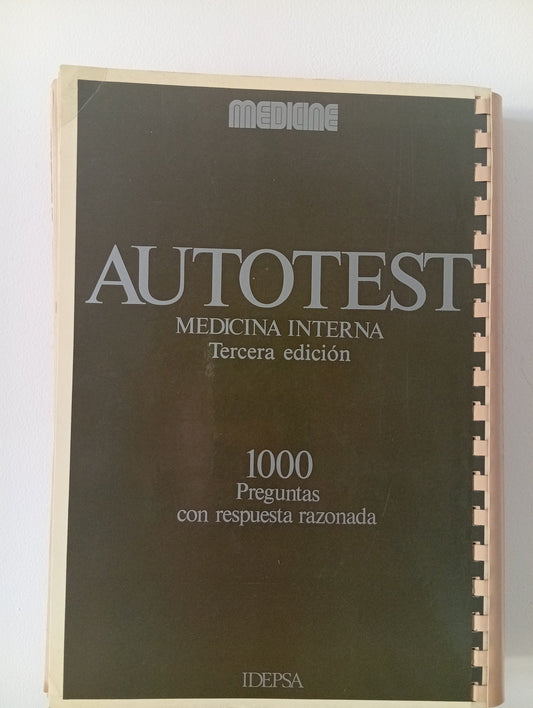 MEDICINE
AUTOTEST
MEDICINA INTERNA
Tercera edición
1000
Preguntas
con respuesta razonada
IDEPSA